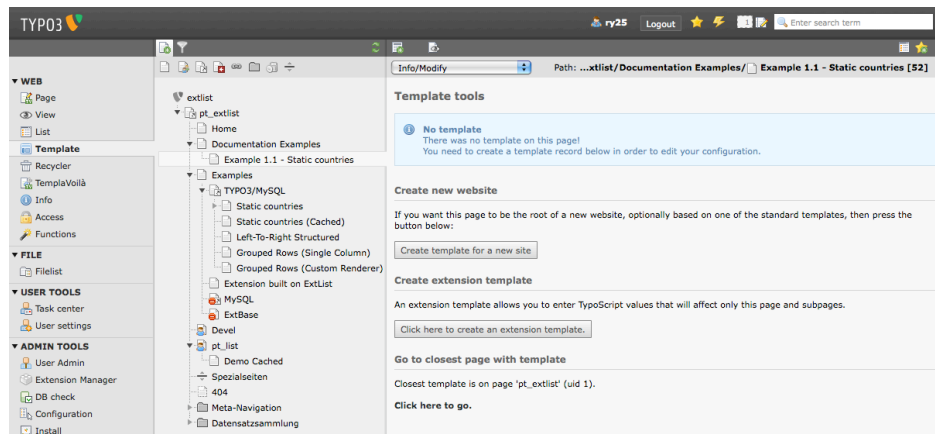 TYPO3
ry25
Logout
1
Enter search term
WEB
Page
View
List
Template
Recycler
TemplaVoilà
Info
Access
Functions
FILE
Filelist
USER TOOLS
Task center
User settings
ADMIN TOOLS
User Admin
Extension Manager
DB check
Configuration
Install
extlist
pt_extlist
Home
Documentation Examples
Example 1.1 - Static countries
Examples
TYPO3/MySQL
Static countries
Static countries (Cached)
Left-To-Right Structured
Grouped Rows (Single Column)
Grouped Rows (Custom Renderer)
Extension built on ExtList
MySQL
ExtBase
Devel
pt_list
Demo Cached
Spezialseiten
404
Meta-Navigation
Datensatzsammlung
Info/Modify
Path: ...xtlist/Documentation Examples/ Example 1.1 - Static countries [52]
Template tools
No template
There was no template on this page!
You need to create a template record below in order to edit your configuration.
Create new website
If you want this page to be the root of a new website, optionally based on one of the standard templates, then press the
button below:
Create template for a new site
Create extension template
An extension template allows you to enter TypoScript values that will affect only this page and subpages.
Click here to create an extension template.
Go to closest page with template
Closest template is on page 'pt_extlist' (uid 1).
Click here to go.